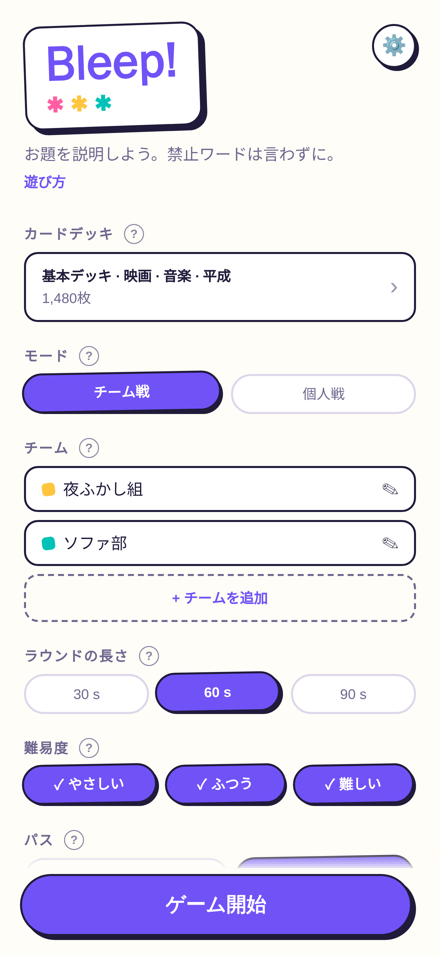 Bleep!
お題を説明しよう。禁止ワードは言わずに。
遊び方
カードデッキ ?
基本デッキ · 映画 · 音楽 · 平成
1,480枚
モード ?
チーム戦 個人戦
チーム ?
夜ふかし組
ソファ部
+ チームを追加
ラウンドの長さ ?
30 s 60 s 90 s
難易度 ?
✓ やさしい ✓ ふつう ✓ 難しい
パス ?
ゲーム開始